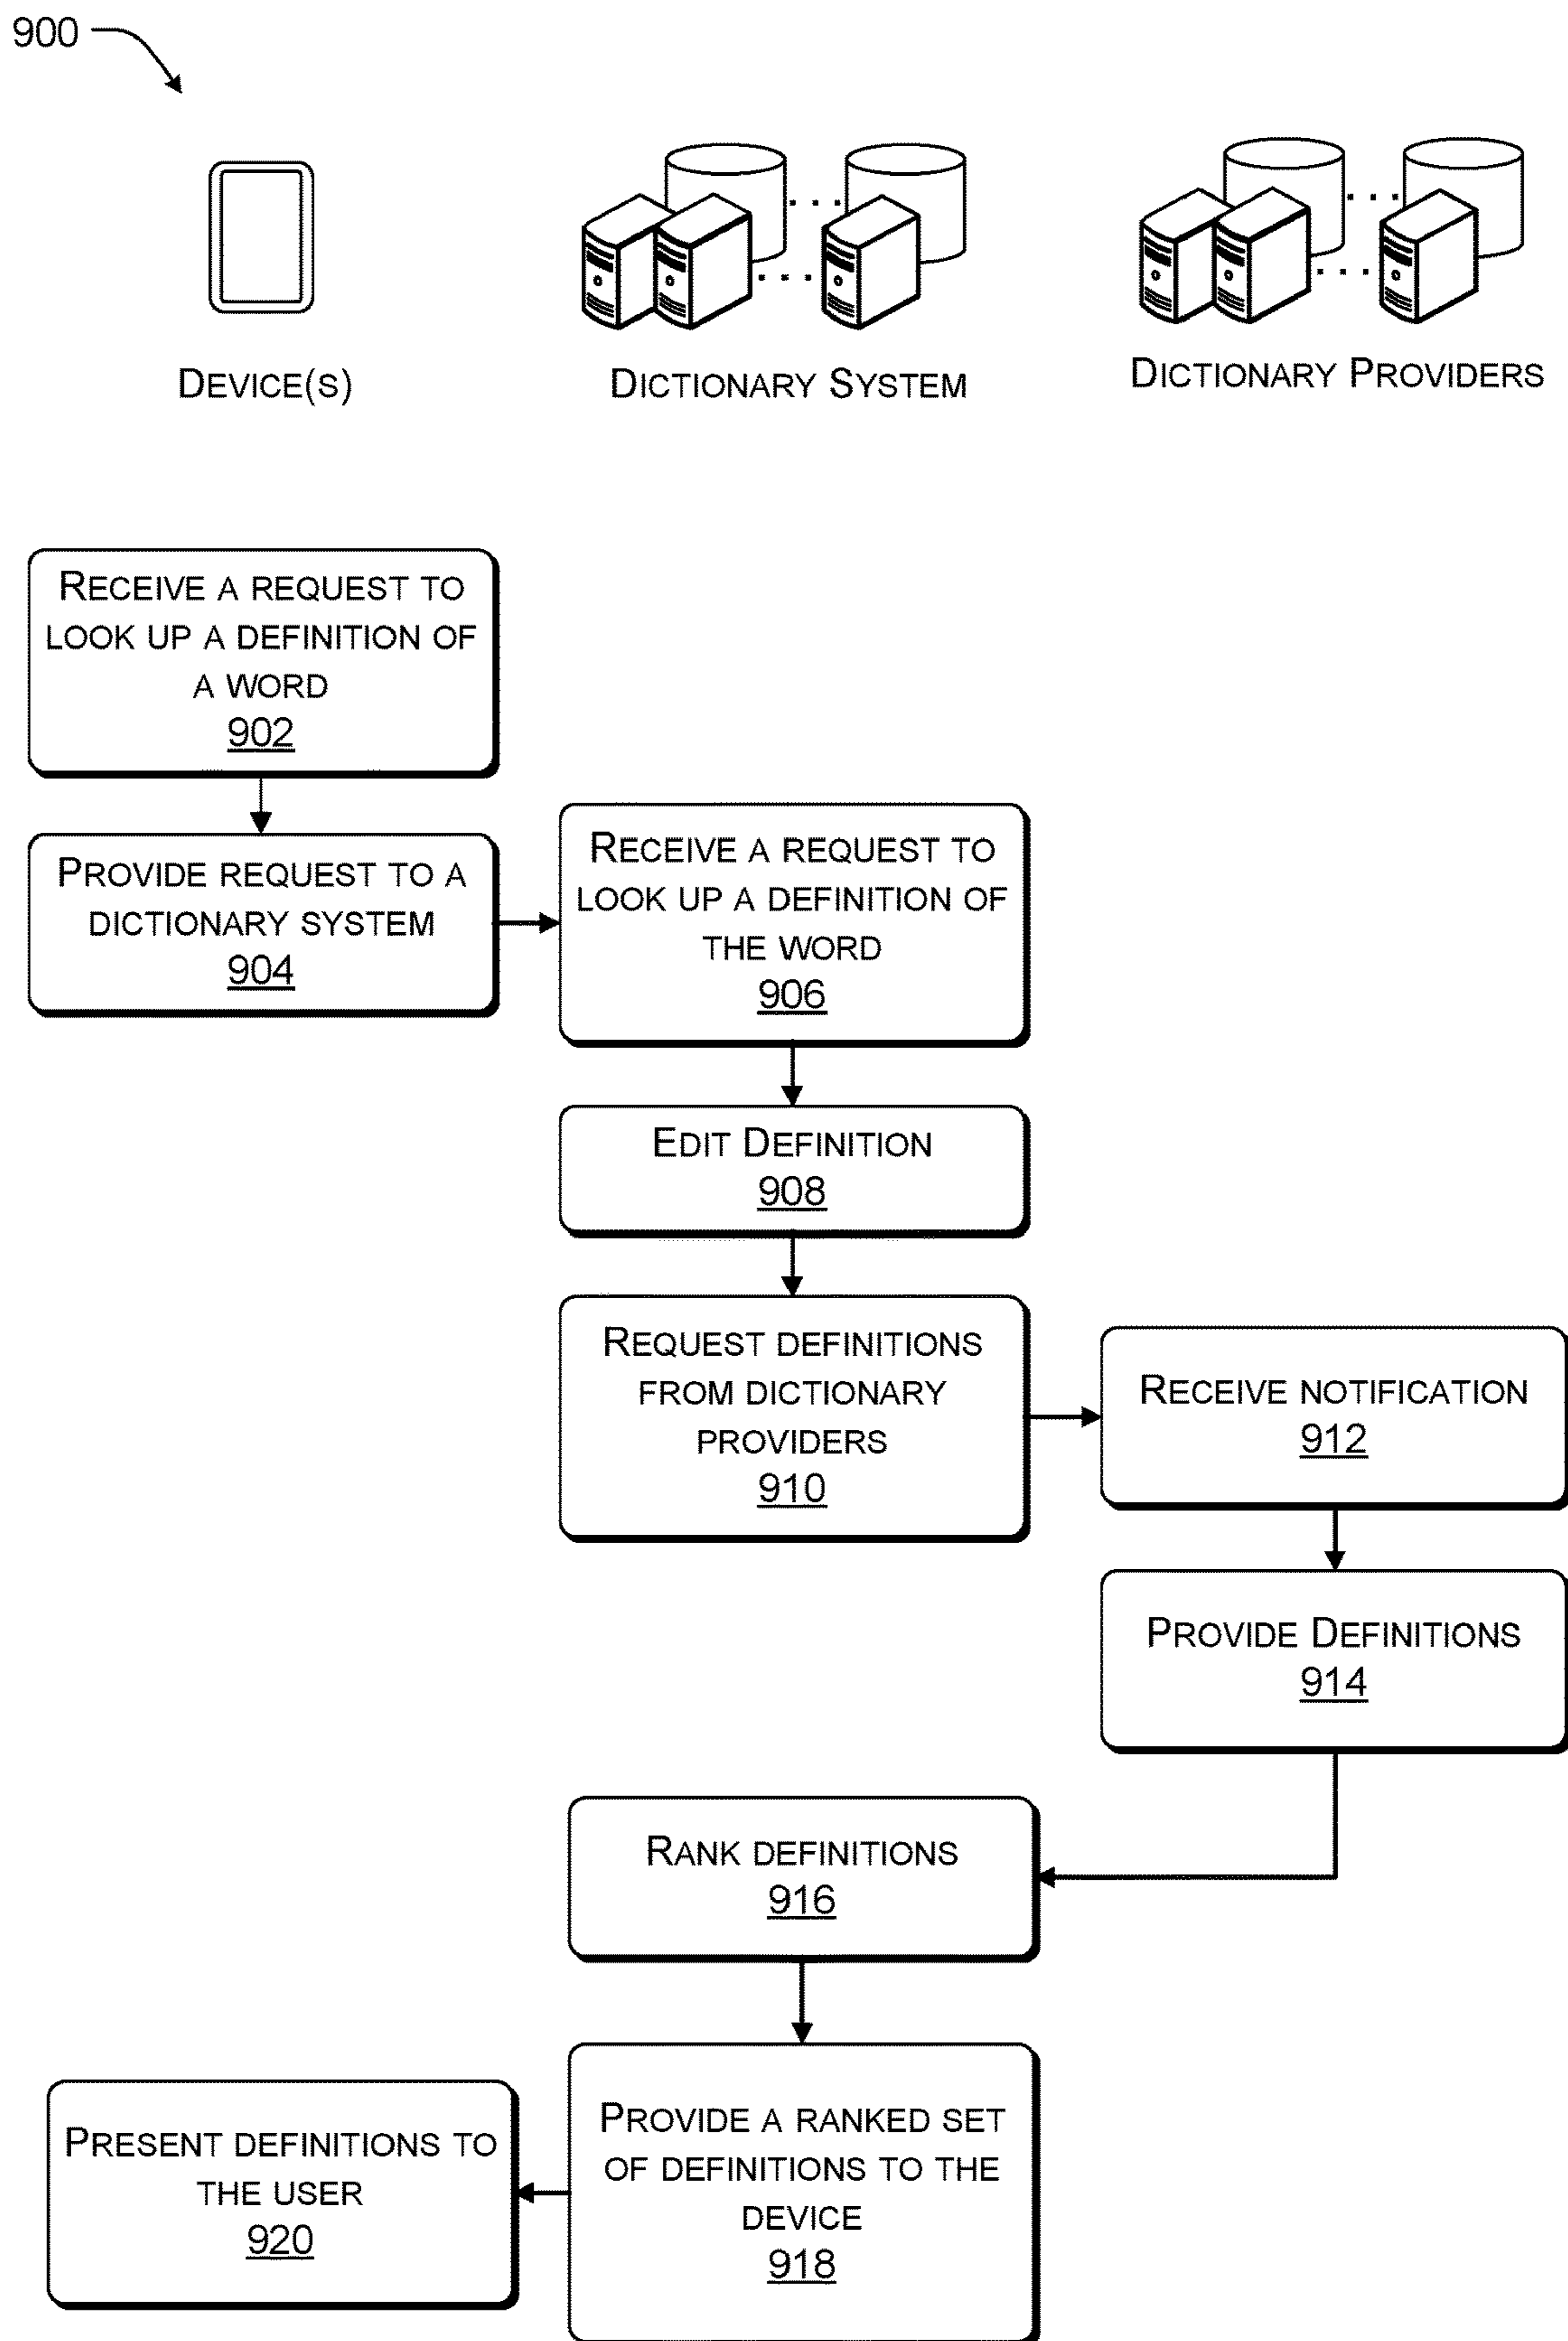 900
DEVICE(S)
DICTIONARY SYSTEM
DICTIONARY PROVIDERS
RECEIVE A REQUEST TO
LOOK UP A DEFINITION OF
A WORD
902
PROVIDE REQUEST TO A
DICTIONARY SYSTEM
904
RECEIVE A REQUEST TO
LOOK UP A DEFINITION OF
THE WORD
906
EDIT DEFINITION
908
REQUEST DEFINITIONS
FROM DICTIONARY
PROVIDERS
910
RECEIVE NOTIFICATION
912
PROVIDE DEFINITIONS
914
RANK DEFINITIONS
916
PROVIDE A RANKED SET
OF DEFINITIONS TO THE
DEVICE
918
PRESENT DEFINITIONS TO
THE USER
920